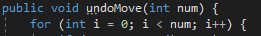 public void undoMove(int num) {
for (int i = 0; i < num; i++) {